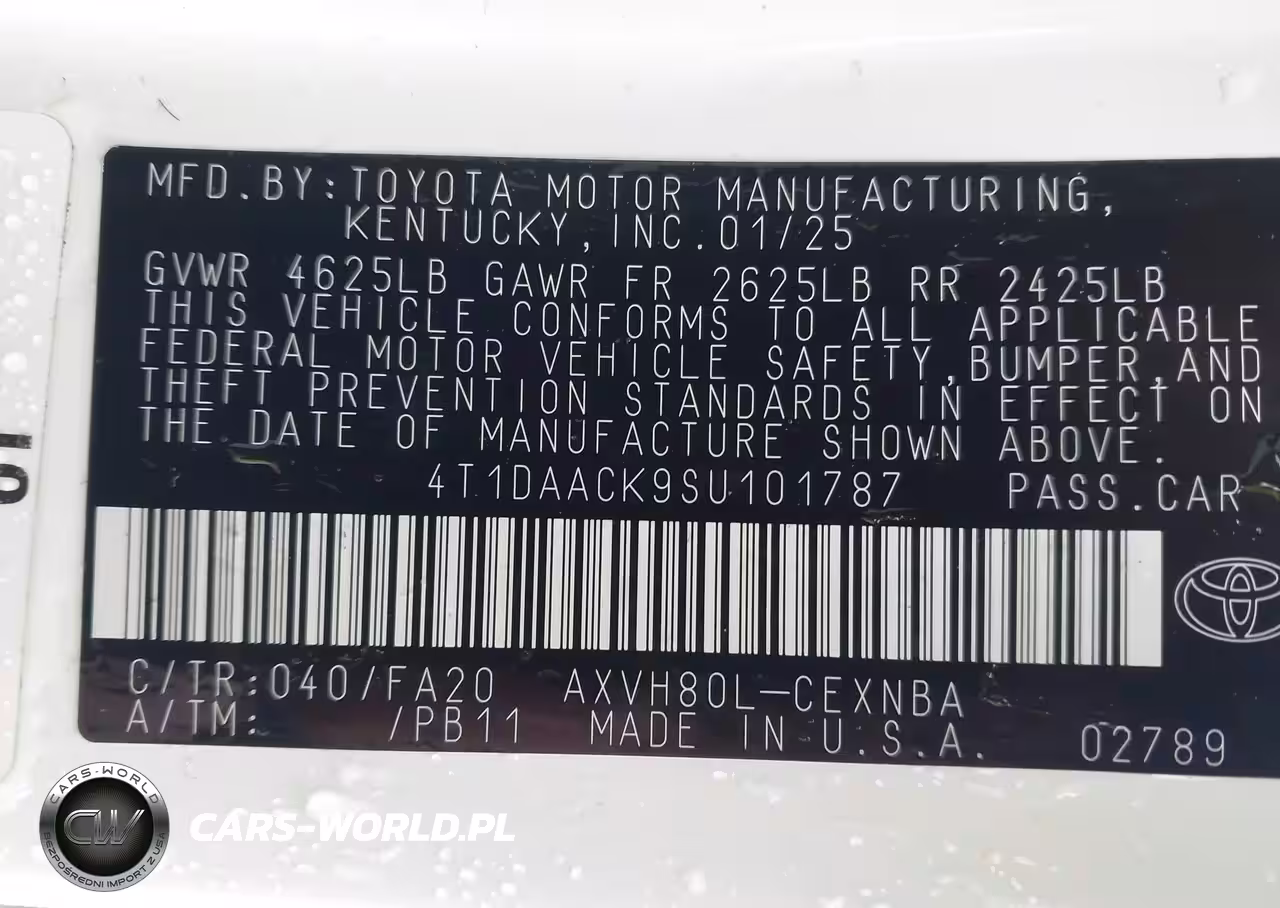 MFD.BY:TOYOTA MOTOR MANUFACTURING,
KENTUCKY,INC.01/25
GVWR 4625LB GAWR FR 2625LB RR 2425LB
THIS VEHICLE CONFORMS TO ALL APPLICABLE
FEDERAL MOTOR VEHICLE SAFETY,BUMPER,AND
THEFT PREVENTION STANDARDS IN EFFECT ON
THE DATE OF MANUFACTURE SHOWN ABOVE.
4T1DAACK9SU101787 PASS.CAR
C/TR:040/FA20 AXVH80L-CEXNBA
A/TM: /PB11 MADE IN U.S.A. 02789
CARS-WORLD
CW
BEZPOŚREDNI IMPORT Z USA
CARS-WORLD.PL